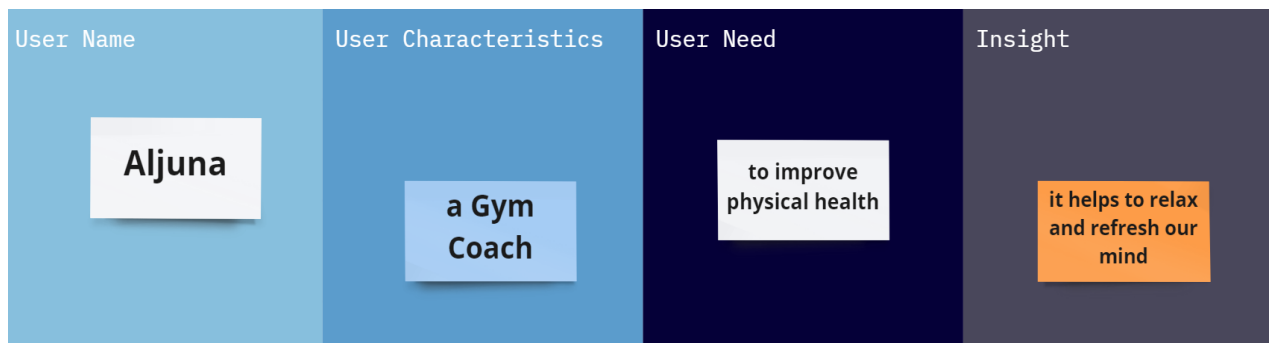 User Name
Aljuna
User Characteristics
a Gym
Coach
User Need
to improve
physical health
Insight
it helps to relax
and refresh our
mind